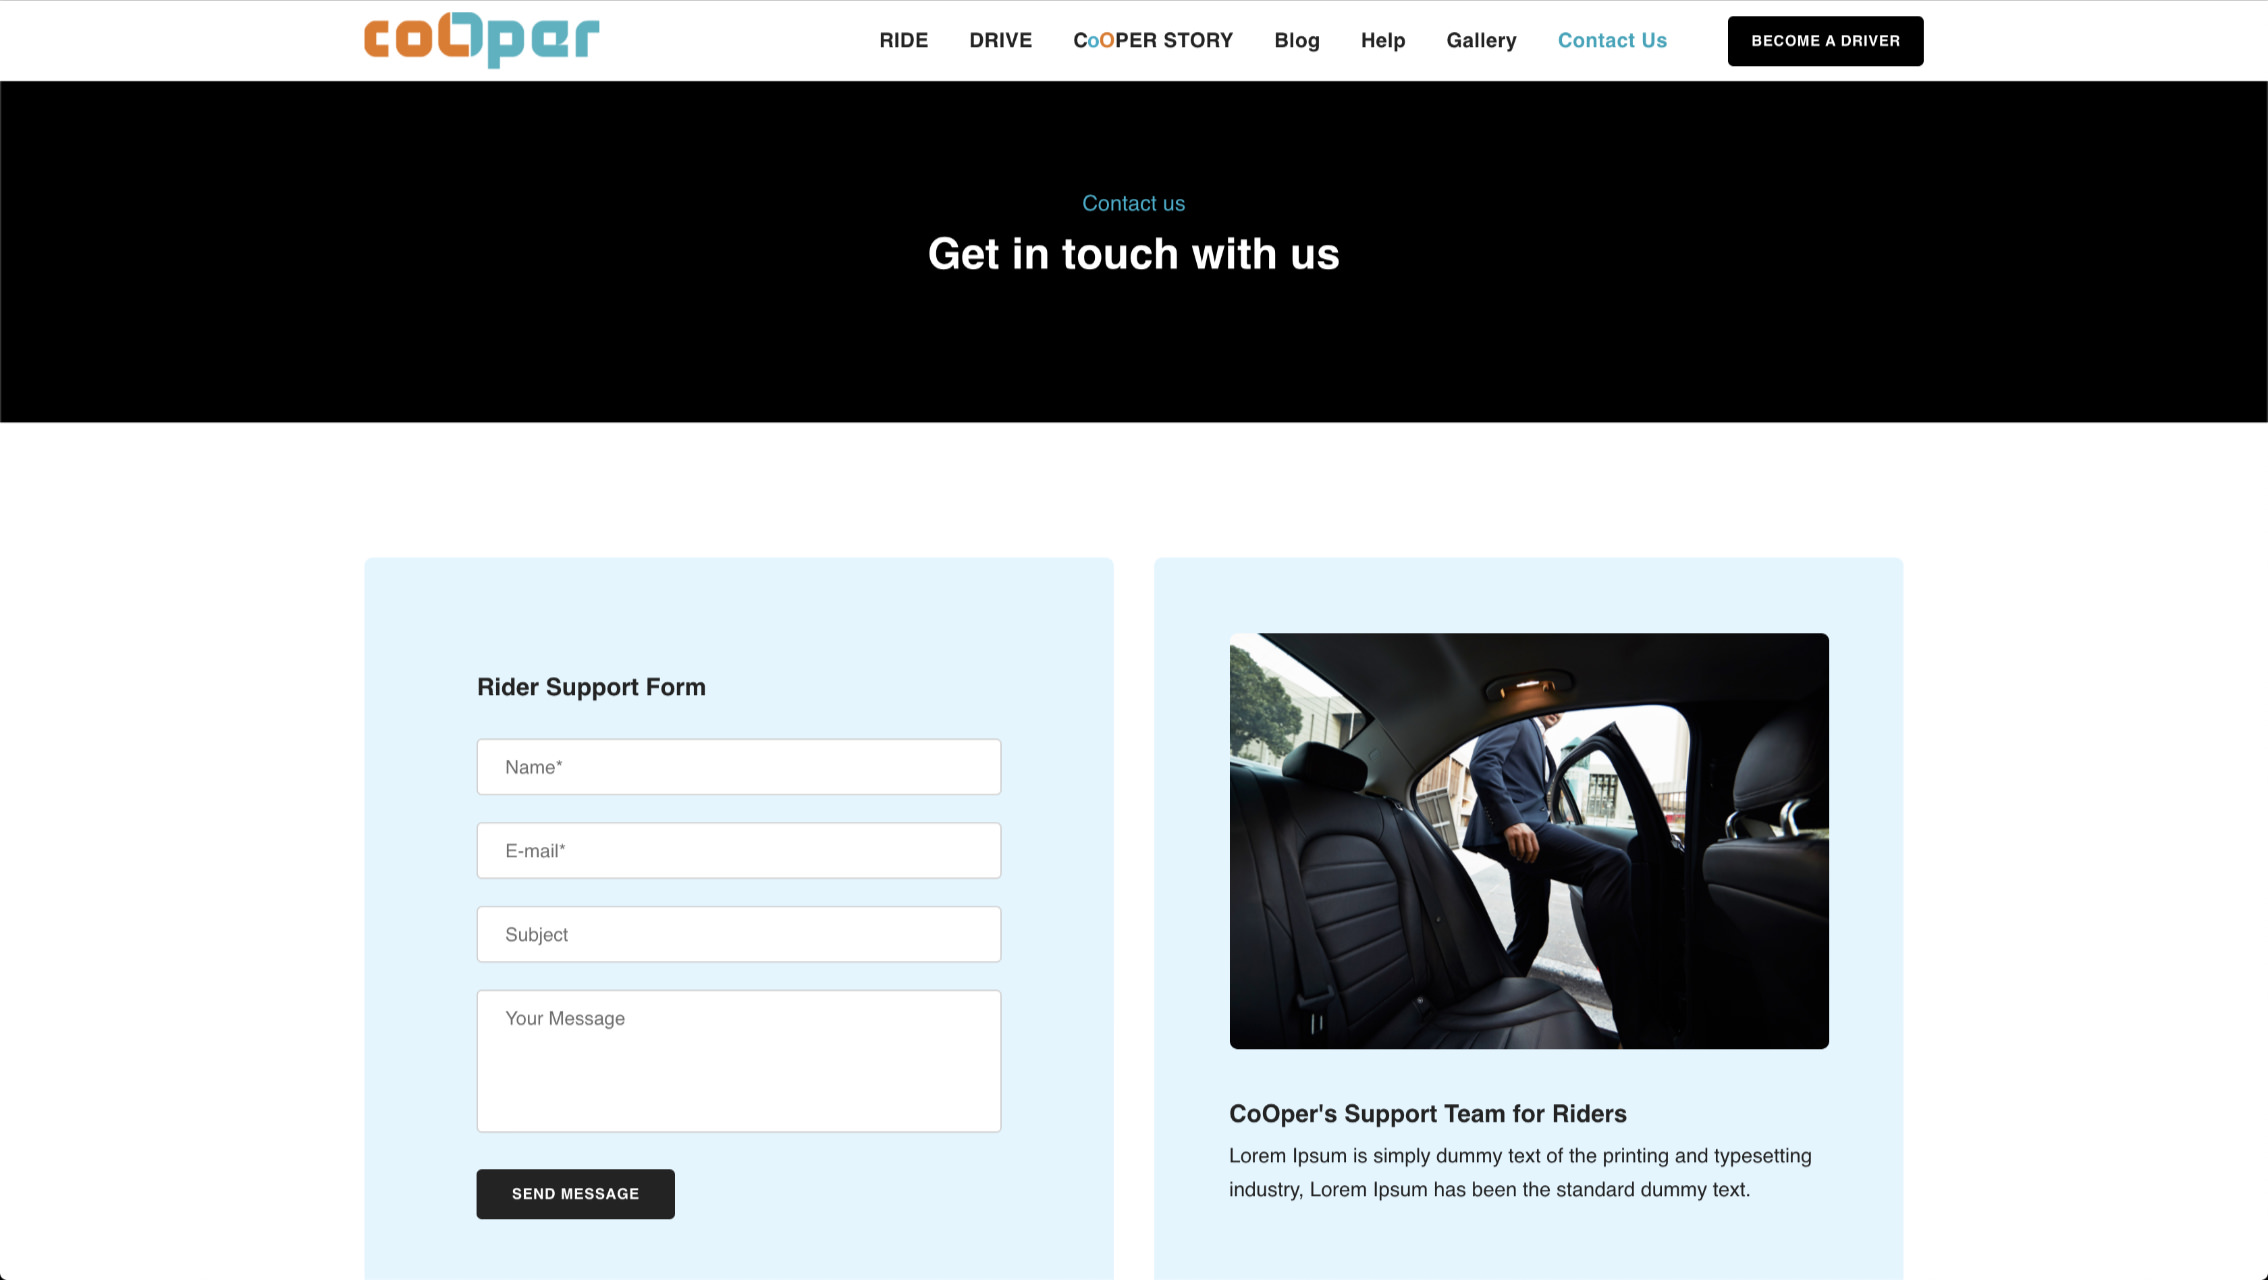 coOper
RIDE DRIVE CoOPER STORY Blog Help Gallery Contact Us BECOME A DRIVER
Contact us
Get in touch with us
Rider Support Form
Name*
E-mail*
Subject
Your Message
SEND MESSAGE
CoOper's Support Team for Riders
Lorem Ipsum is simply dummy text of the printing and typesetting
industry, Lorem Ipsum has been the standard dummy text.